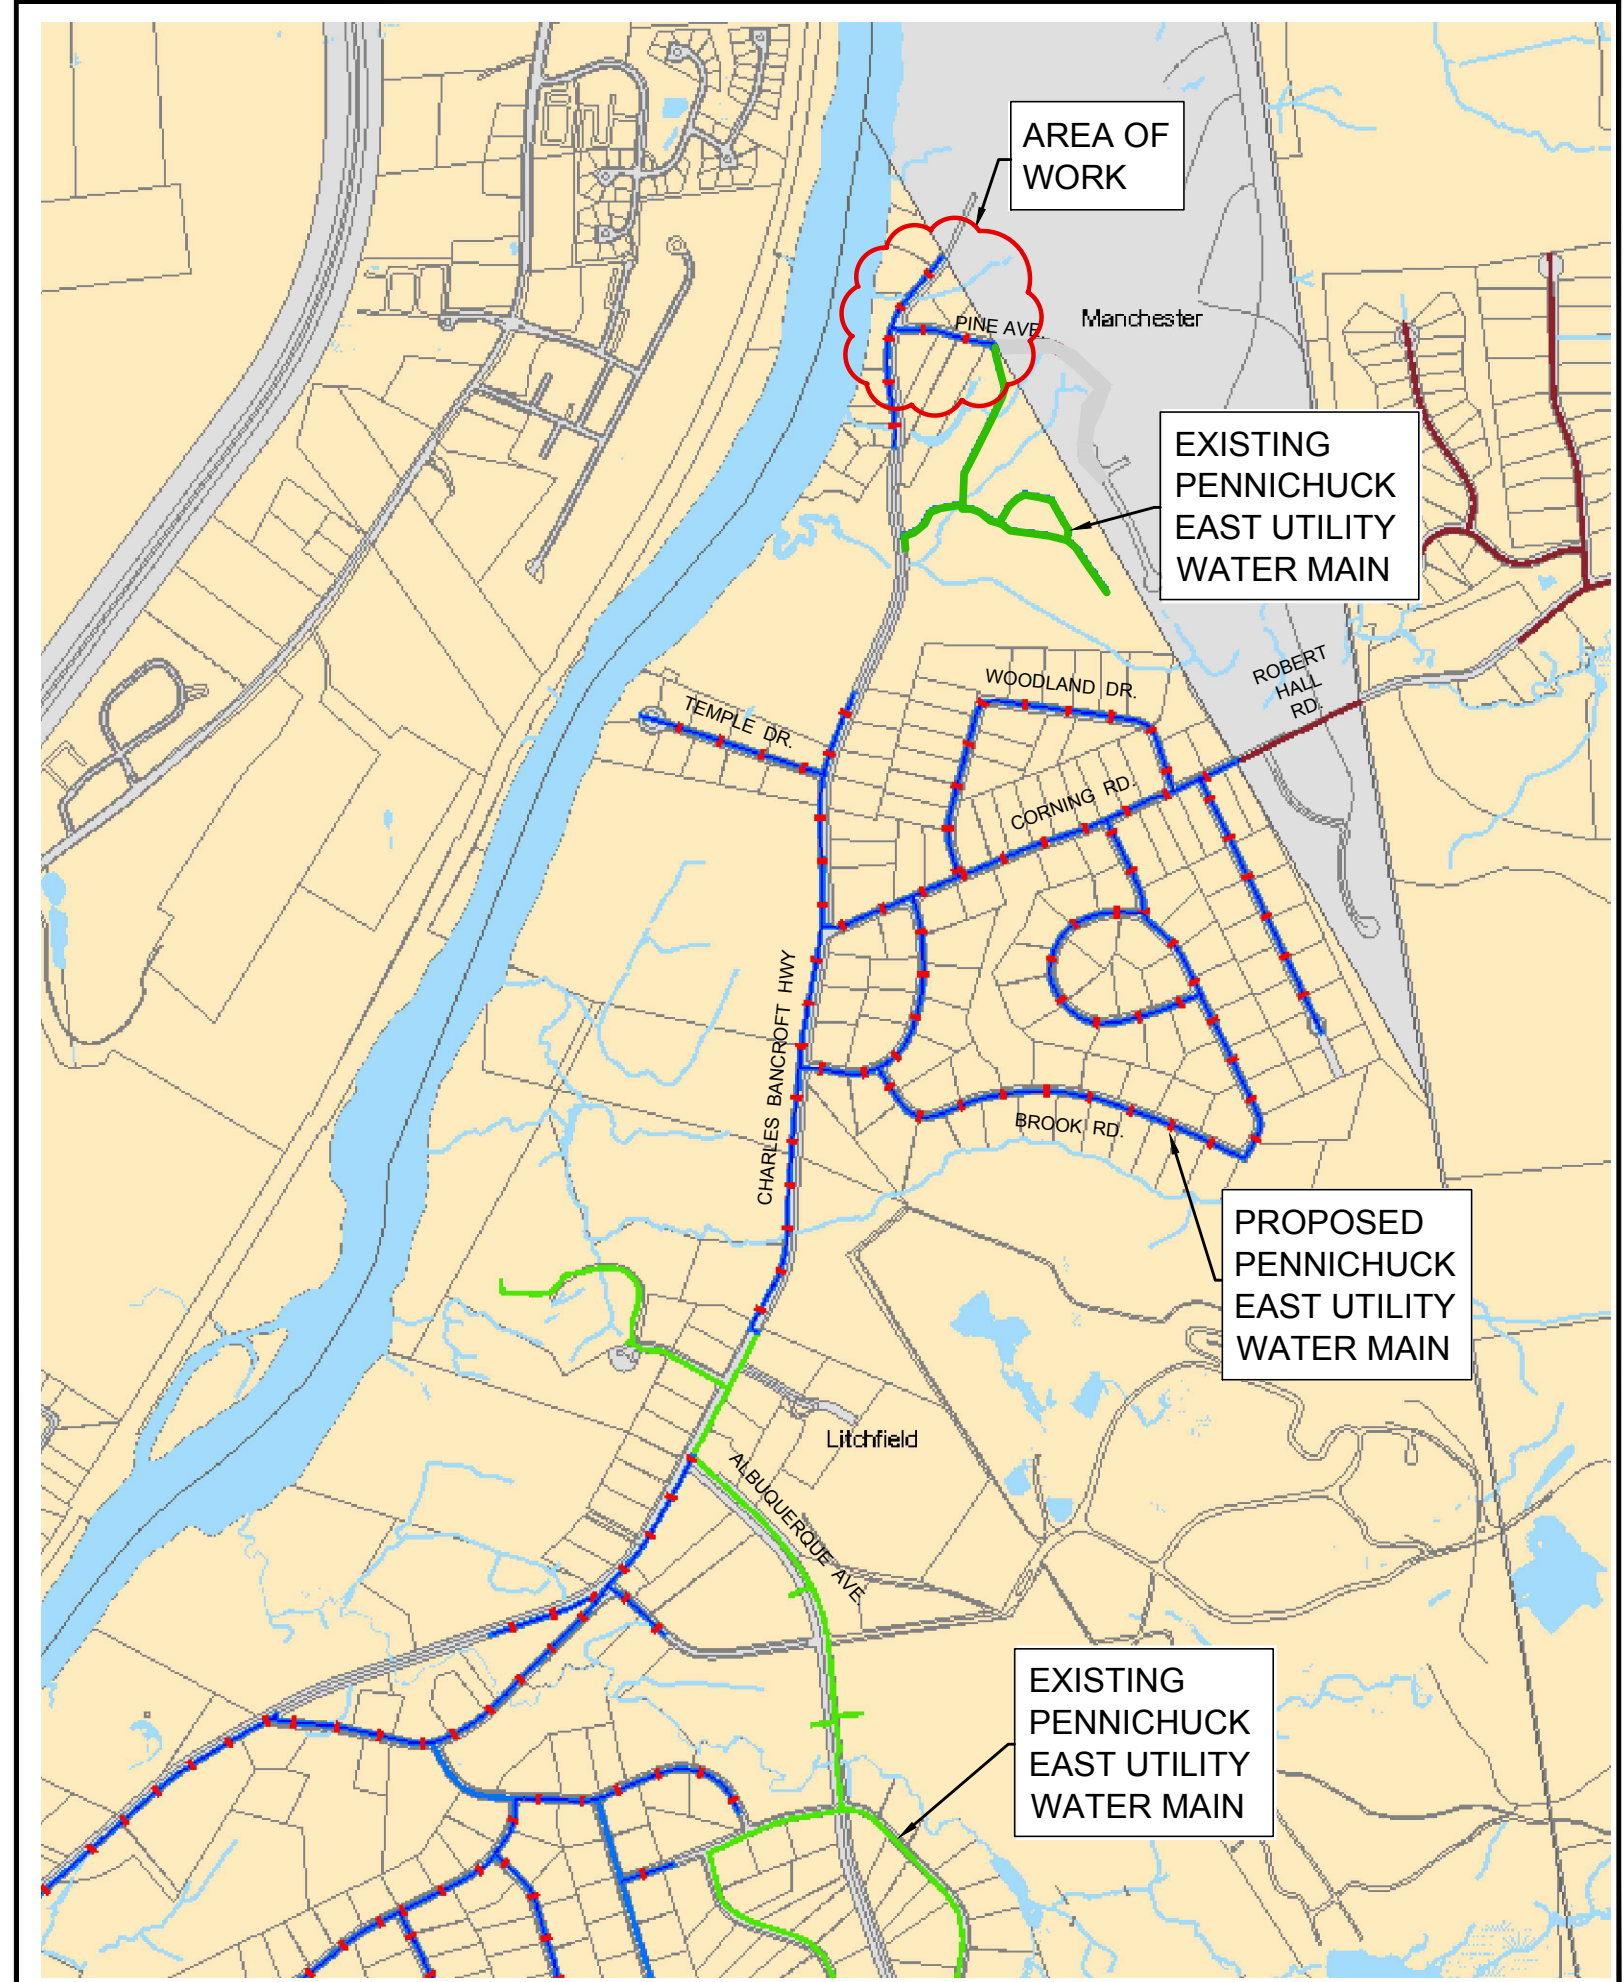 AREA OF
WORK
PINE AVE.
Manchester
EXISTING
PENNICHUCK
EAST UTILITY
WATER MAIN
ROBERT
HALL
RD.
WOODLAND DR.
TEMPLE DR.
CORNING RD.
CHARLES BANCROFT HWY
BROOK RD.
PROPOSED
PENNICHUCK
EAST UTILITY
WATER MAIN
Litchfield
ALBUQUERQUE AVE.
EXISTING
PENNICHUCK
EAST UTILITY
WATER MAIN